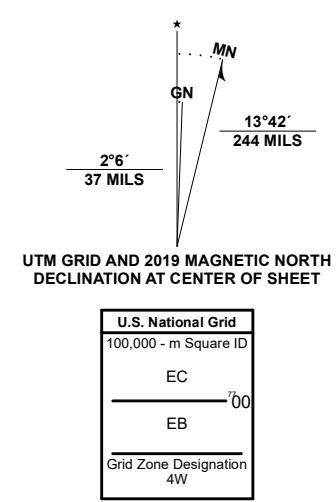 ★
MN
GN
13°42´
244 MILS
2°6´
37 MILS
UTM GRID AND 2019 MAGNETIC NORTH
DECLINATION AT CENTER OF SHEET
U.S. National Grid
100,000 - m Square ID
EC
⁷⁷00
EB
Grid Zone Designation
4W